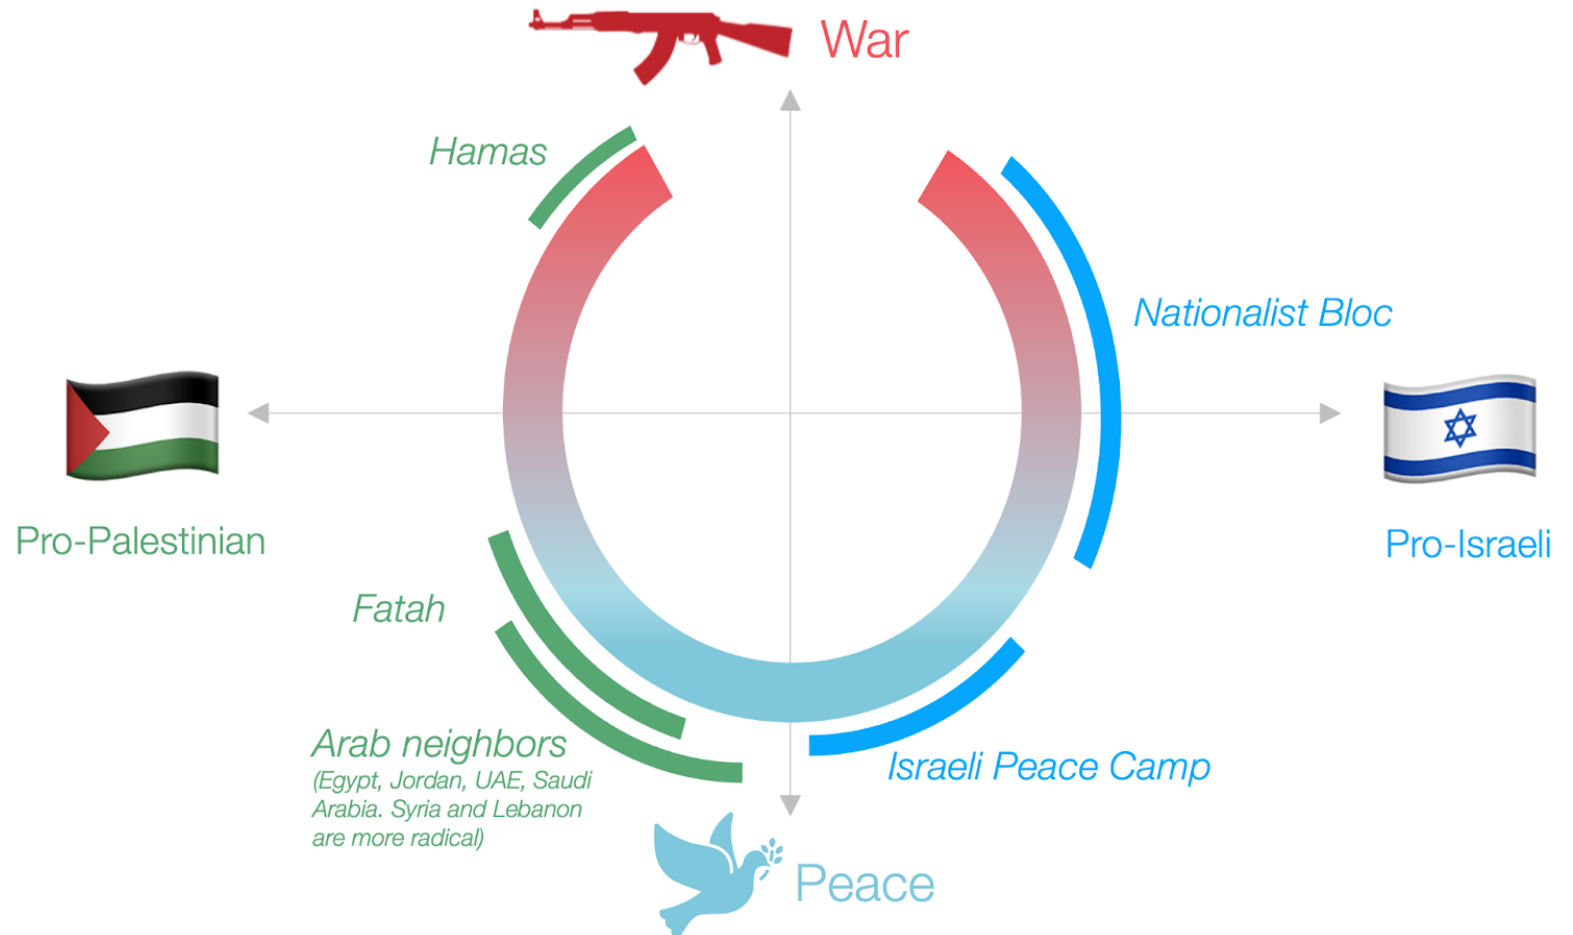 War
Hamas
Nationalist Bloc
Pro-Palestinian
Pro-Israeli
Fatah
Arab neighbors
(Egypt, Jordan, UAE, Saudi
Arabia. Syria and Lebanon
are more radical)
Israeli Peace Camp
Peace